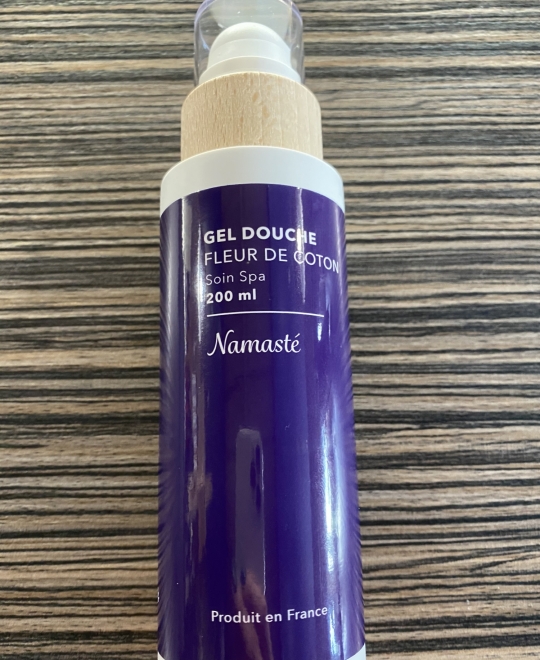 GEL DOUCHE
FLEUR DE COTON
Soin Spa
200 ml
Namasté
Produit en France